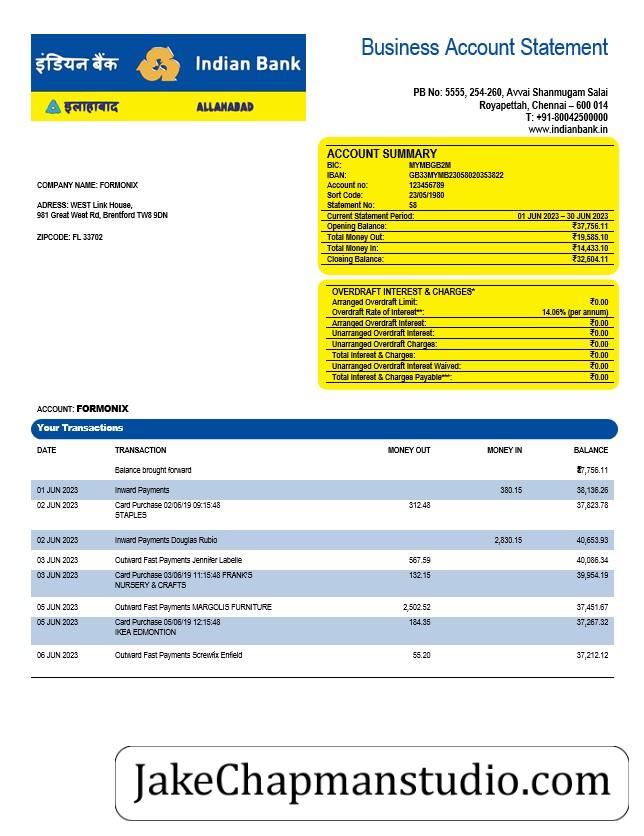 इंडियन बैंक Indian Bank
इलाहाबाद ALLAHABAD
Business Account Statement
PB No: 5555, 254-260, Avvai Shanmugam Salai
Royapettah, Chennai – 600 014
T: +91-80042500000
www.indianbank.in
COMPANY NAME: FORMONIX
ADRESS: WEST Link House,
981 Great West Rd, Brentford TW8 9DN
ZIPCODE: FL 33702
ACCOUNT SUMMARY
BIC: MYMBGB2M
IBAN: GB33MYMB23058020353822
Account no: 123456789
Sort Code: 23/05/1980
Statement No: 58
Current Statement Period: 01 JUN 2023 – 30 JUN 2023
Opening Balance: ₹37,756.11
Total Money Out: ₹19,585.10
Total Money In: ₹14,433.10
Closing Balance: ₹32,604.11
OVERDRAFT INTEREST & CHARGES*
Arranged Overdraft Limit: ₹0.00
Overdraft Rate of Interest**: 14.06% (per annum)
Arranged Overdraft Interest: ₹0.00
Unarranged Overdraft Interest: ₹0.00
Unarranged Overdraft Charges: ₹0.00
Total Interest & Charges: ₹0.00
Unarranged Overdraft Interest Waived: ₹0.00
Total Interest & Charges Payable***: ₹0.00
ACCOUNT: FORMONIX
Your Transactions
DATE TRANSACTION MONEY OUT MONEY IN BALANCE
Balance brought forward ₹37,756.11
01 JUN 2023 Inward Payments 380.15 38,136.26
02 JUN 2023 Card Purchase 02/06/19 09:15:48 312.48 37,823.78
STAPLES
02 JUN 2023 Inward Payments Douglas Rubio 2,830.15 40,653.93
03 JUN 2023 Outward Fast Payments Jennifer Labelle 567.59 40,086.34
03 JUN 2023 Card Purchase 03/06/19 11:15:48 FRANK'S 132.15 39,954.19
NURSERY & CRAFTS
05 JUN 2023 Outward Fast Payments MARGOLIS FURNITURE 2,502.52 37,451.67
05 JUN 2023 Card Purchase 05/06/19 12:15:48 184.35 37,267.32
IKEA EDMONTION
06 JUN 2023 Outward Fast Payments Screwfix Enfield 55.20 37,212.12
JakeChapmanstudio.com